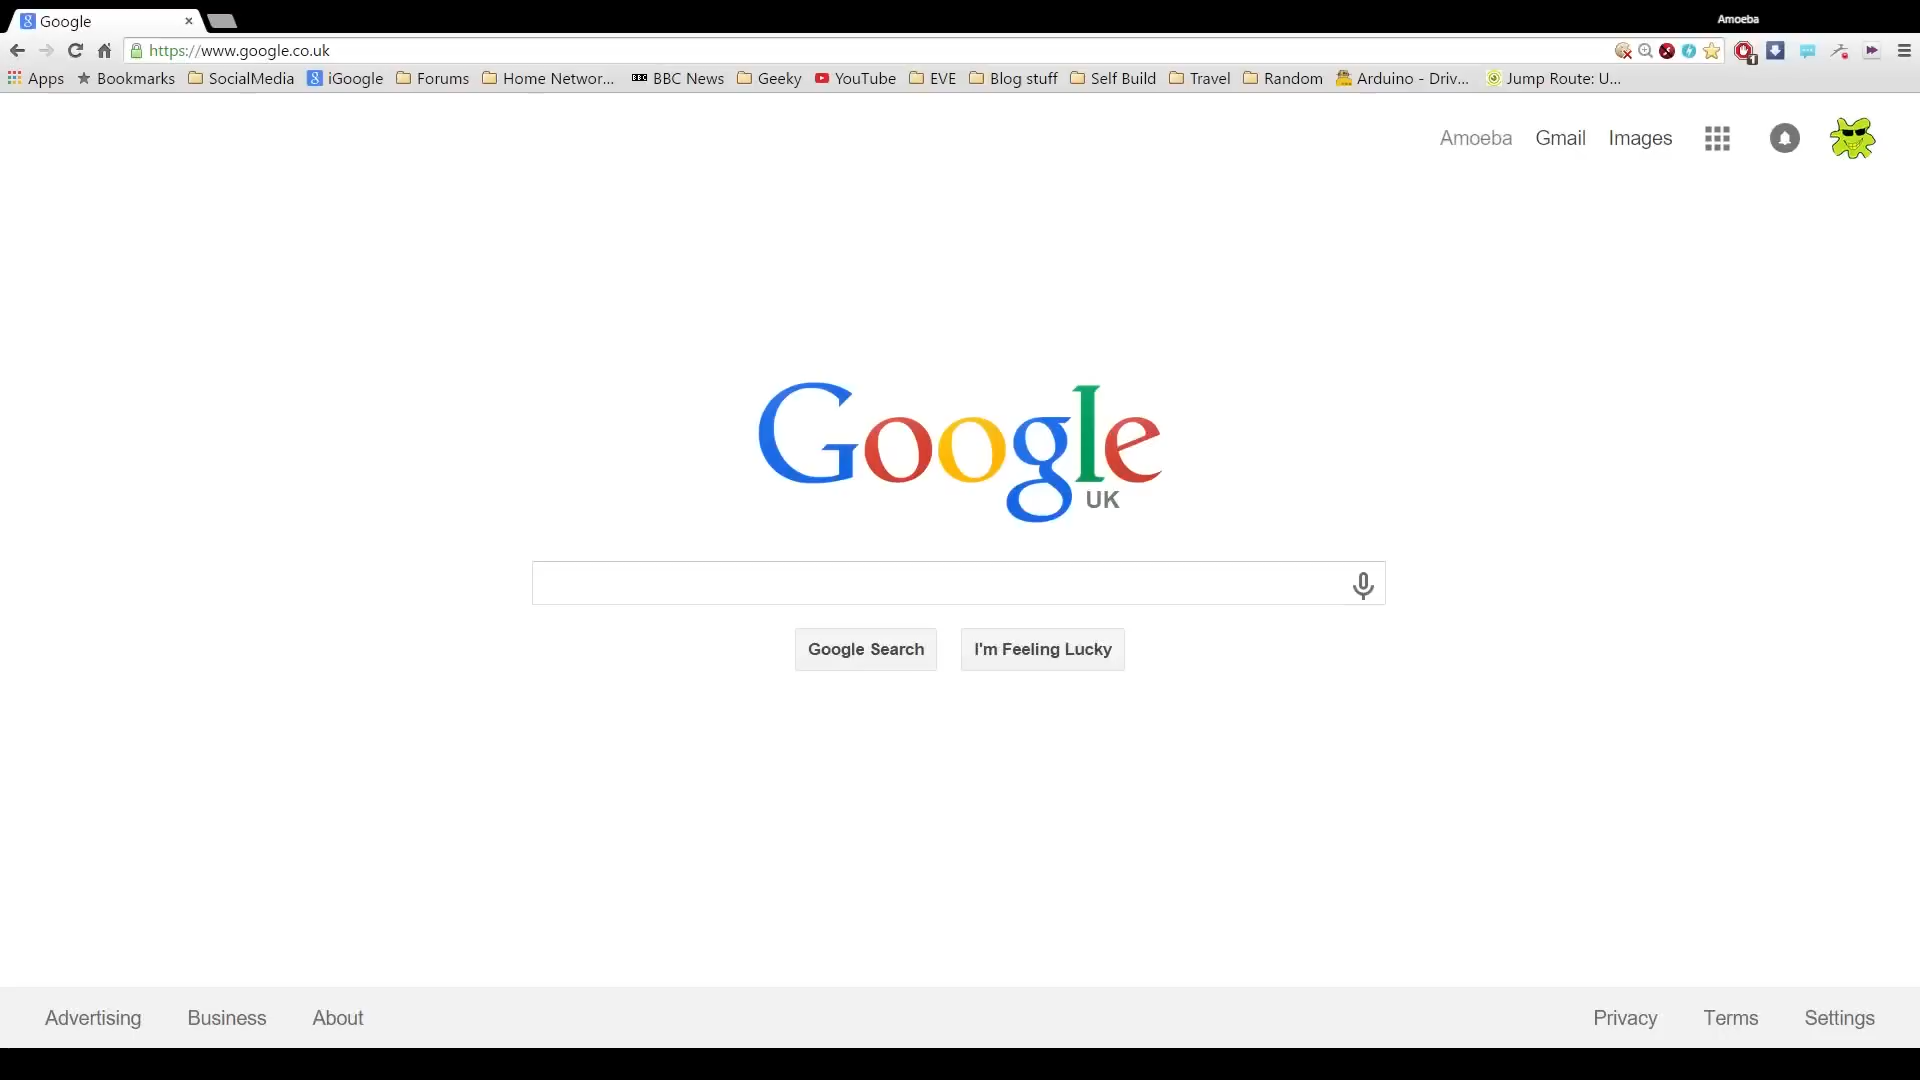 Google
Amoeba
https://www.google.co.uk
1
Apps Bookmarks SocialMedia iGoogle Forums Home Networ... BBC News Geeky YouTube EVE Blog stuff Self Build Travel Random Arduino - Driv... Jump Route: U...
Amoeba Gmail Images
Google
UK
Google Search I'm Feeling Lucky
Advertising Business About Privacy Terms Settings